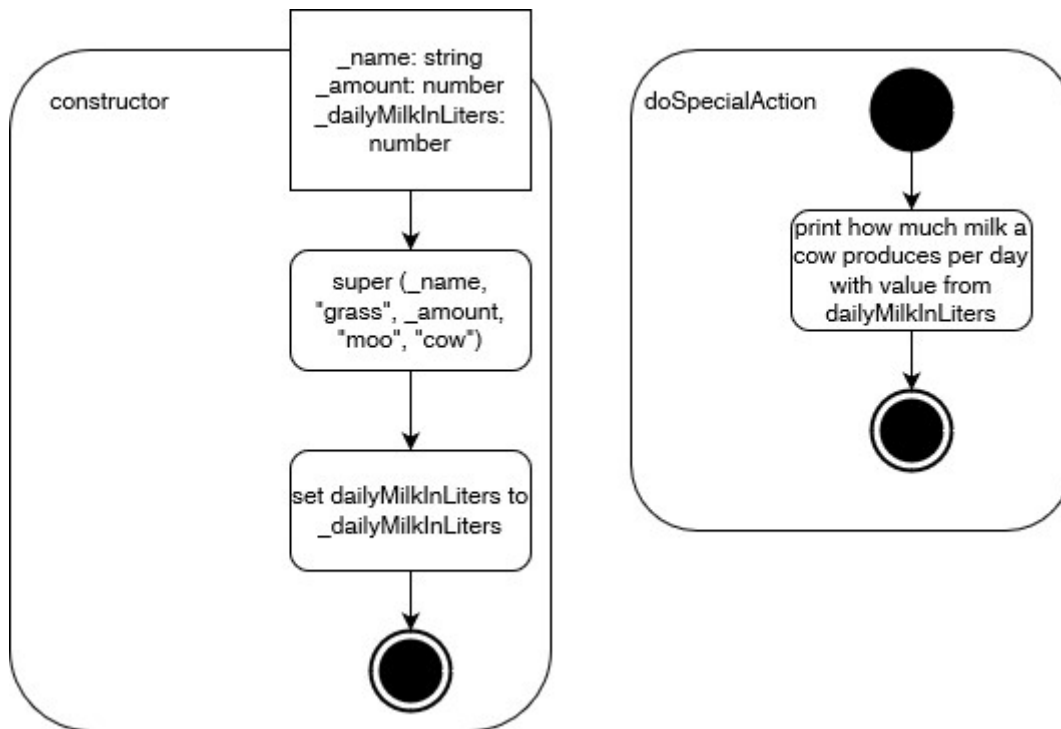 constructor
_name: string
_amount: number
_dailyMilkInLiters:
number
super (_name,
"grass", _amount,
"moo", "cow")
set dailyMilkInLiters to
_dailyMilkInLiters
doSpecialAction
print how much milk a
cow produces per day
with value from
dailyMilkInLiters